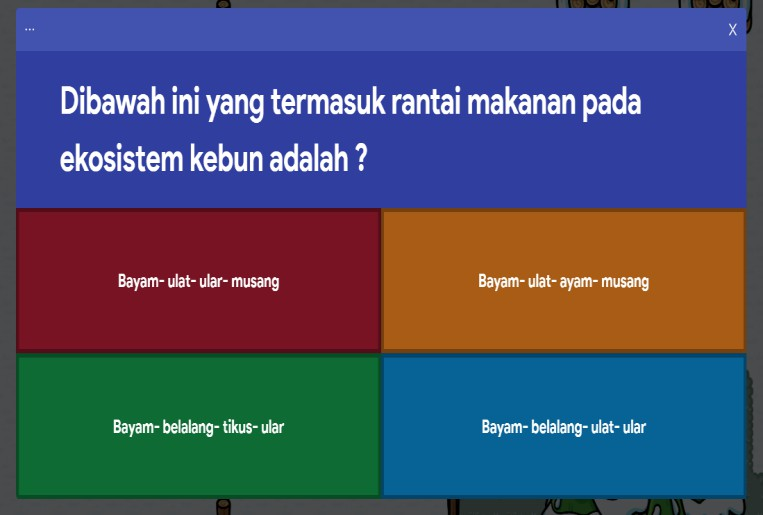 ... X
Dibawah ini yang termasuk rantai makanan pada
ekosistem kebun adalah ?
Bayam- ulat- ular- musang
Bayam- ulat- ayam- musang
Bayam- belalang- tikus- ular
Bayam- belalang- ulat- ular